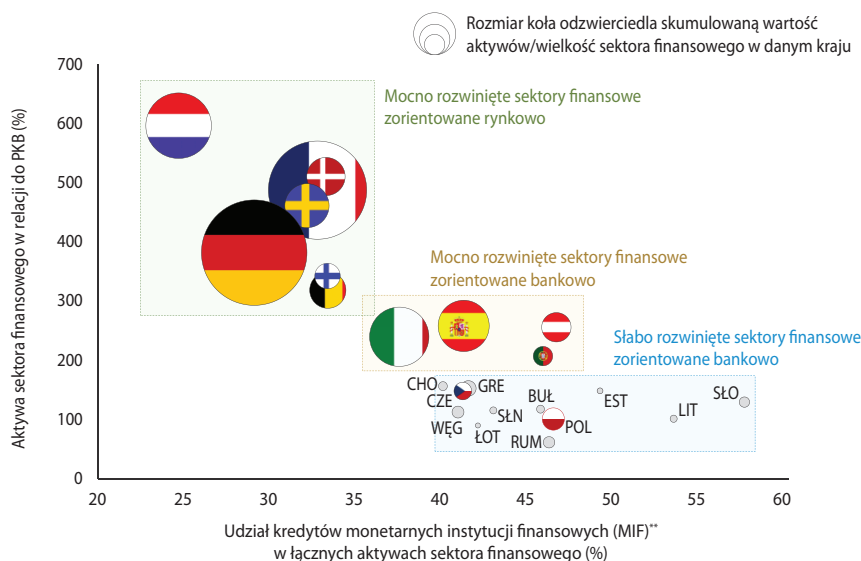 Rozmiar koła odzwierciedla skumulowaną wartość
aktywów/wielkość sektora finansowego w danym kraju
Aktywa sektora finansowego w relacji do PKB (%)
700
600
500
400
300
200
100
0
Mocno rozwinięte sektory finansowe
zorientowane rynkowo
Mocno rozwinięte sektory finansowe
zorientowane bankowo
Słabo rozwinięte sektory finansowe
zorientowane bankowo
CHO
GRE
CZE
WĘG
ŁOT
SŁN
BUŁ
RUM
POL
EST
LIT
SŁO
20
25
30
35
40
45
50
55
60
Udział kredytów monetarnych instytucji finansowych (MIF)**
w łącznych aktywach sektora finansowego (%)